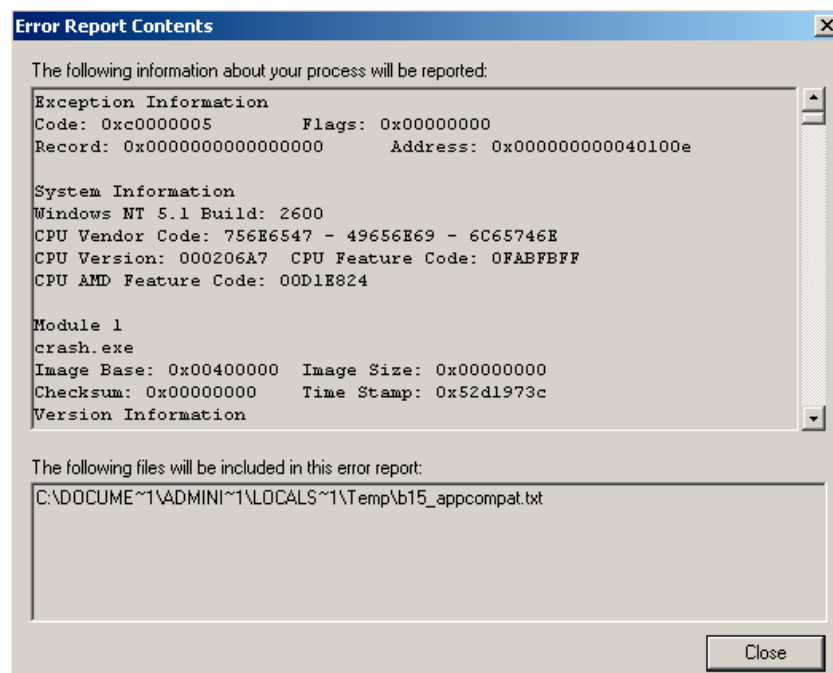 Error Report Contents
The following information about your process will be reported:
Exception Information
Code: 0xc0000005 Flags: 0x00000000
Record: 0x0000000000000000 Address: 0x000000000040100e
System Information
Windows NT 5.1 Build: 2600
CPU Vendor Code: 756E6547 - 49656E69 - 6C65746E
CPU Version: 000206A7 CPU Feature Code: 0FABFBFF
CPU AMD Feature Code: 00D1E824
Module 1
crash.exe
Image Base: 0x00400000 Image Size: 0x00000000
Checksum: 0x00000000 Time Stamp: 0x52d1973c
Version Information
The following files will be included in this error report:
C:\DOCUME~1\ADMINI~1\LOCALS~1\Temp\b15_appcompat.txt
Close